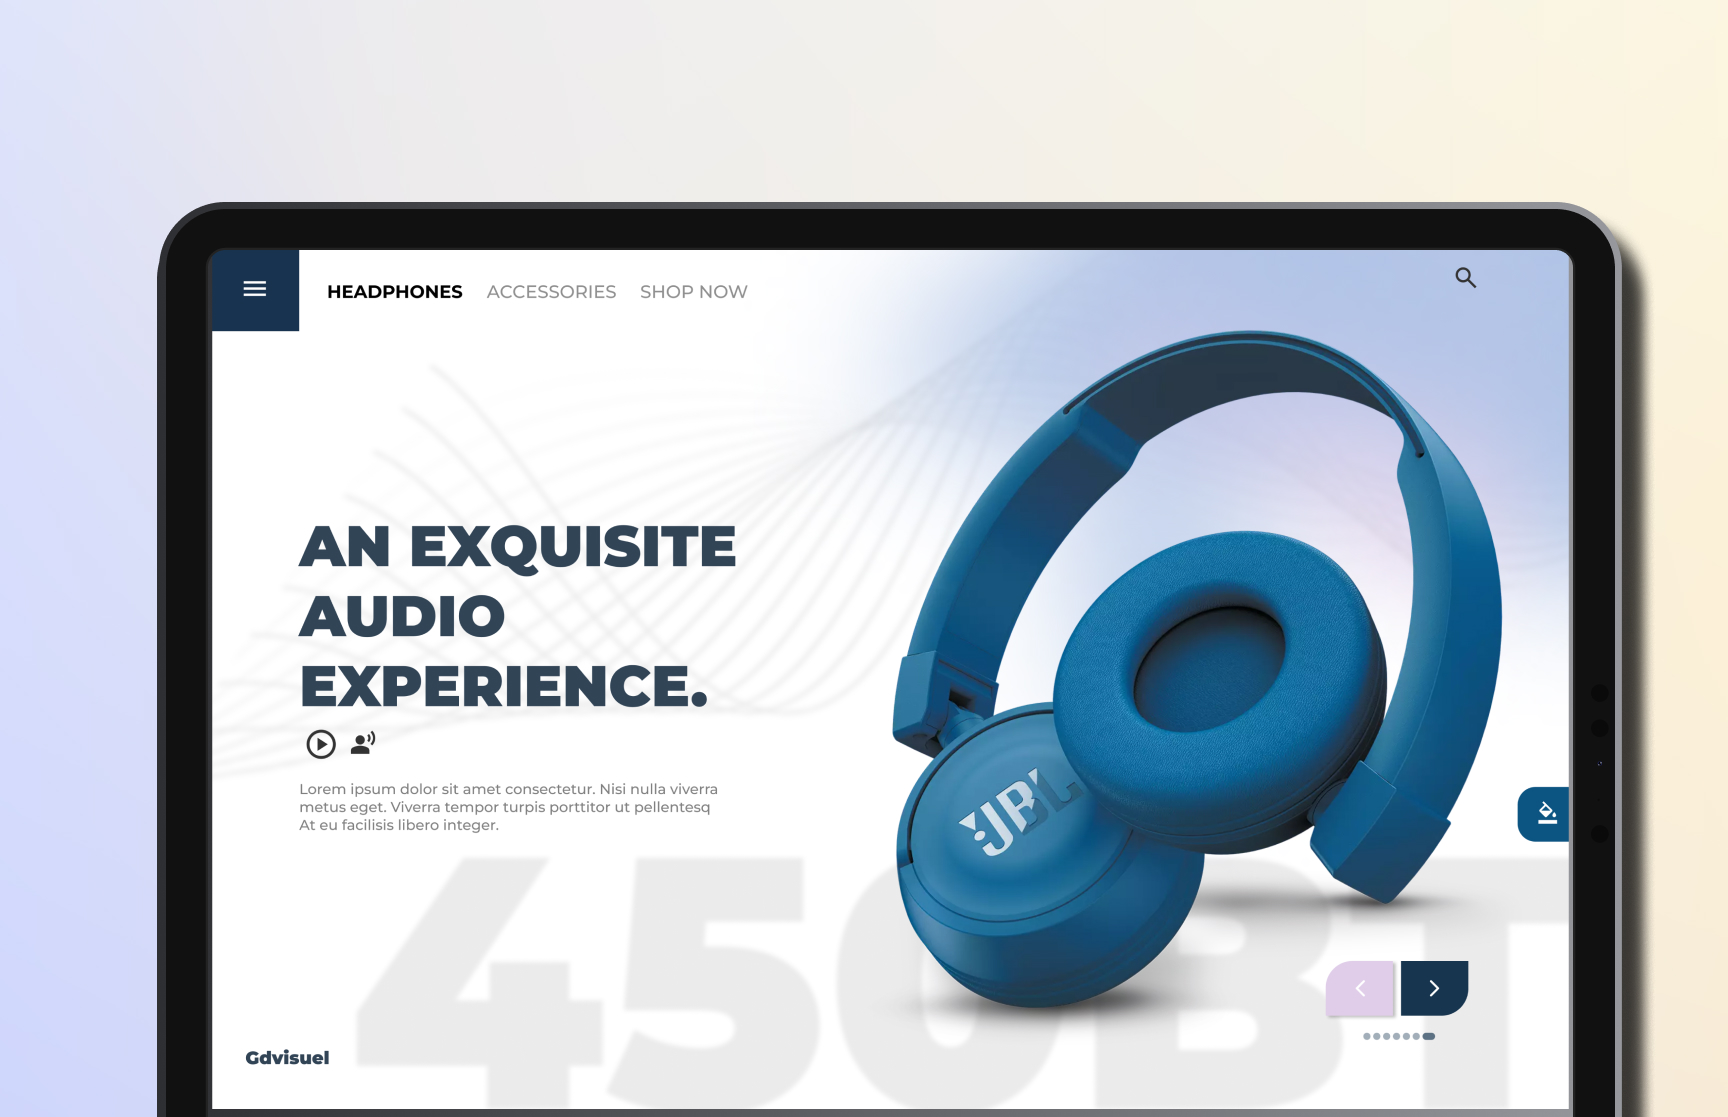 HEADPHONES ACCESSORIES SHOP NOW
AN EXQUISITE
AUDIO
EXPERIENCE.
Lorem ipsum dolor sit amet consectetur. Nisi nulla viverra
metus eget. Viverra tempor turpis porttitor ut pellentesq
At eu facilisis libero integer.
JBL
450BT
Gdvisuel